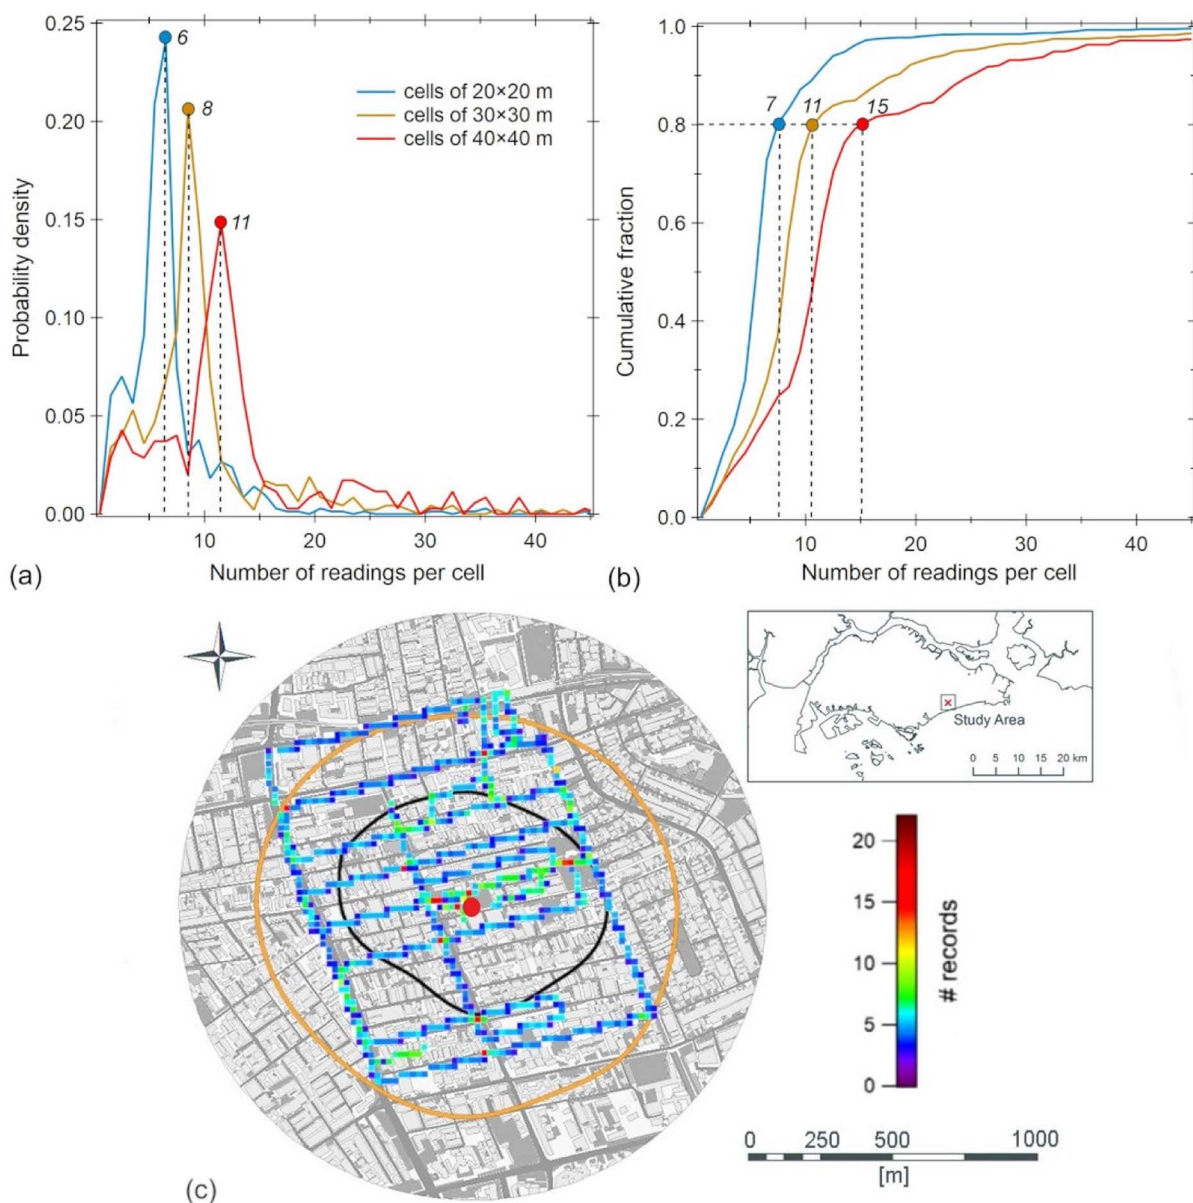 0.25
0.20
0.15
0.10
0.05
0.00
Probability density
6
8
11
cells of 20×20 m
cells of 30×30 m
cells of 40×40 m
10
20
30
40
Number of readings per cell
(a)
1.0
0.8
0.6
0.4
0.2
0.0
Cumulative fraction
7
11
15
10
20
30
40
Number of readings per cell
(b)
Study Area
0 5 10 15 20 km
20
15
10
5
0
# records
0 250 500 1000
[m]
(c)